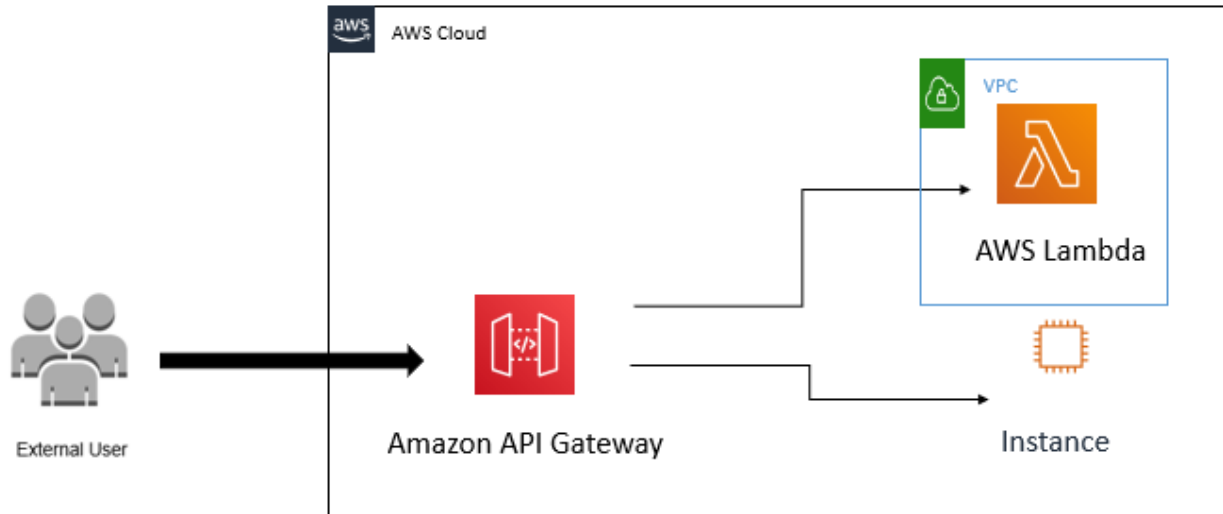 aws
AWS Cloud
VPC
AWS Lambda
</>
Amazon API Gateway
External User
Instance